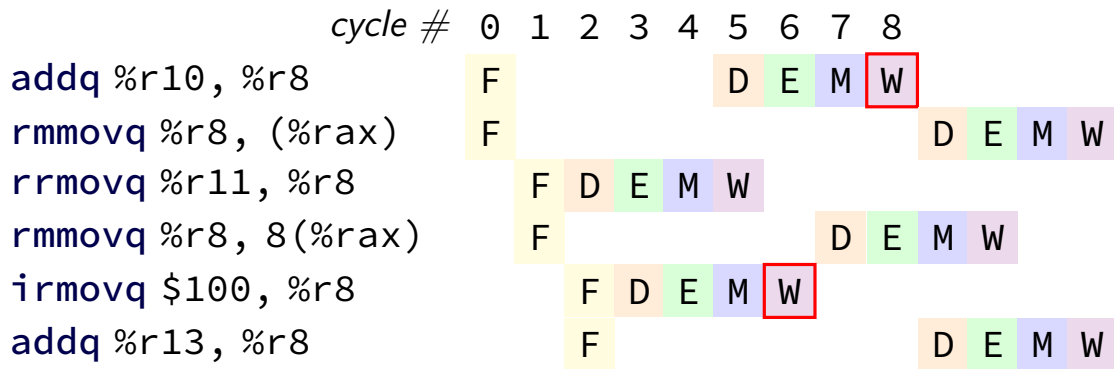 cycle # 0 1 2 3 4 5 6 7 8
addq %r10, %r8 F D E M W
rmmovq %r8, (%rax) F D E M W
rrmovq %r11, %r8 F D E M W
rmmovq %r8, 8(%rax) F D E M W
irmovq $100, %r8 F D E M W
addq %r13, %r8 F D E M W